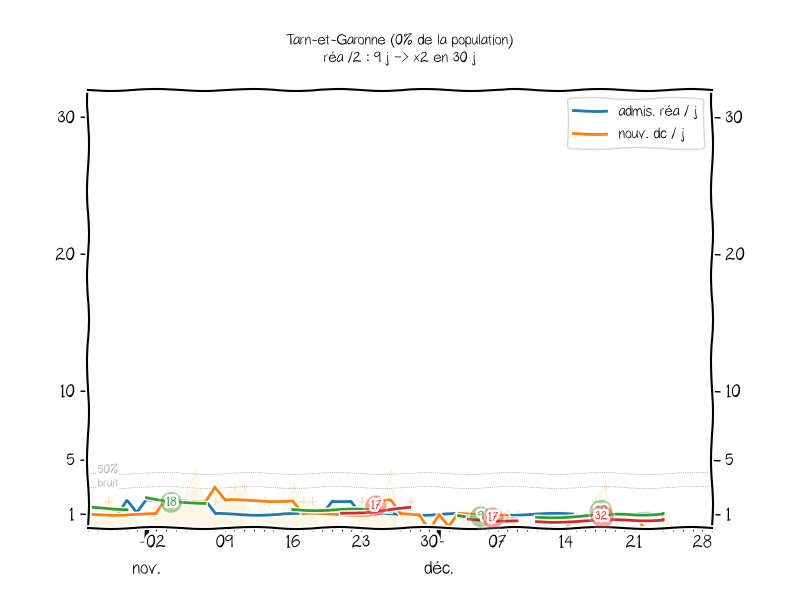 Tarn-et-Garonne (0% de la population)
réa /2 : 9 j -> x2 en 30 j
admis. réa / j
nouv. dc / j
30 30
20 20
10 10
5 5
50%
bruit
1 1
18 17 9 17 32
02 09 16 23 30 07 14 21 28
nov. déc.